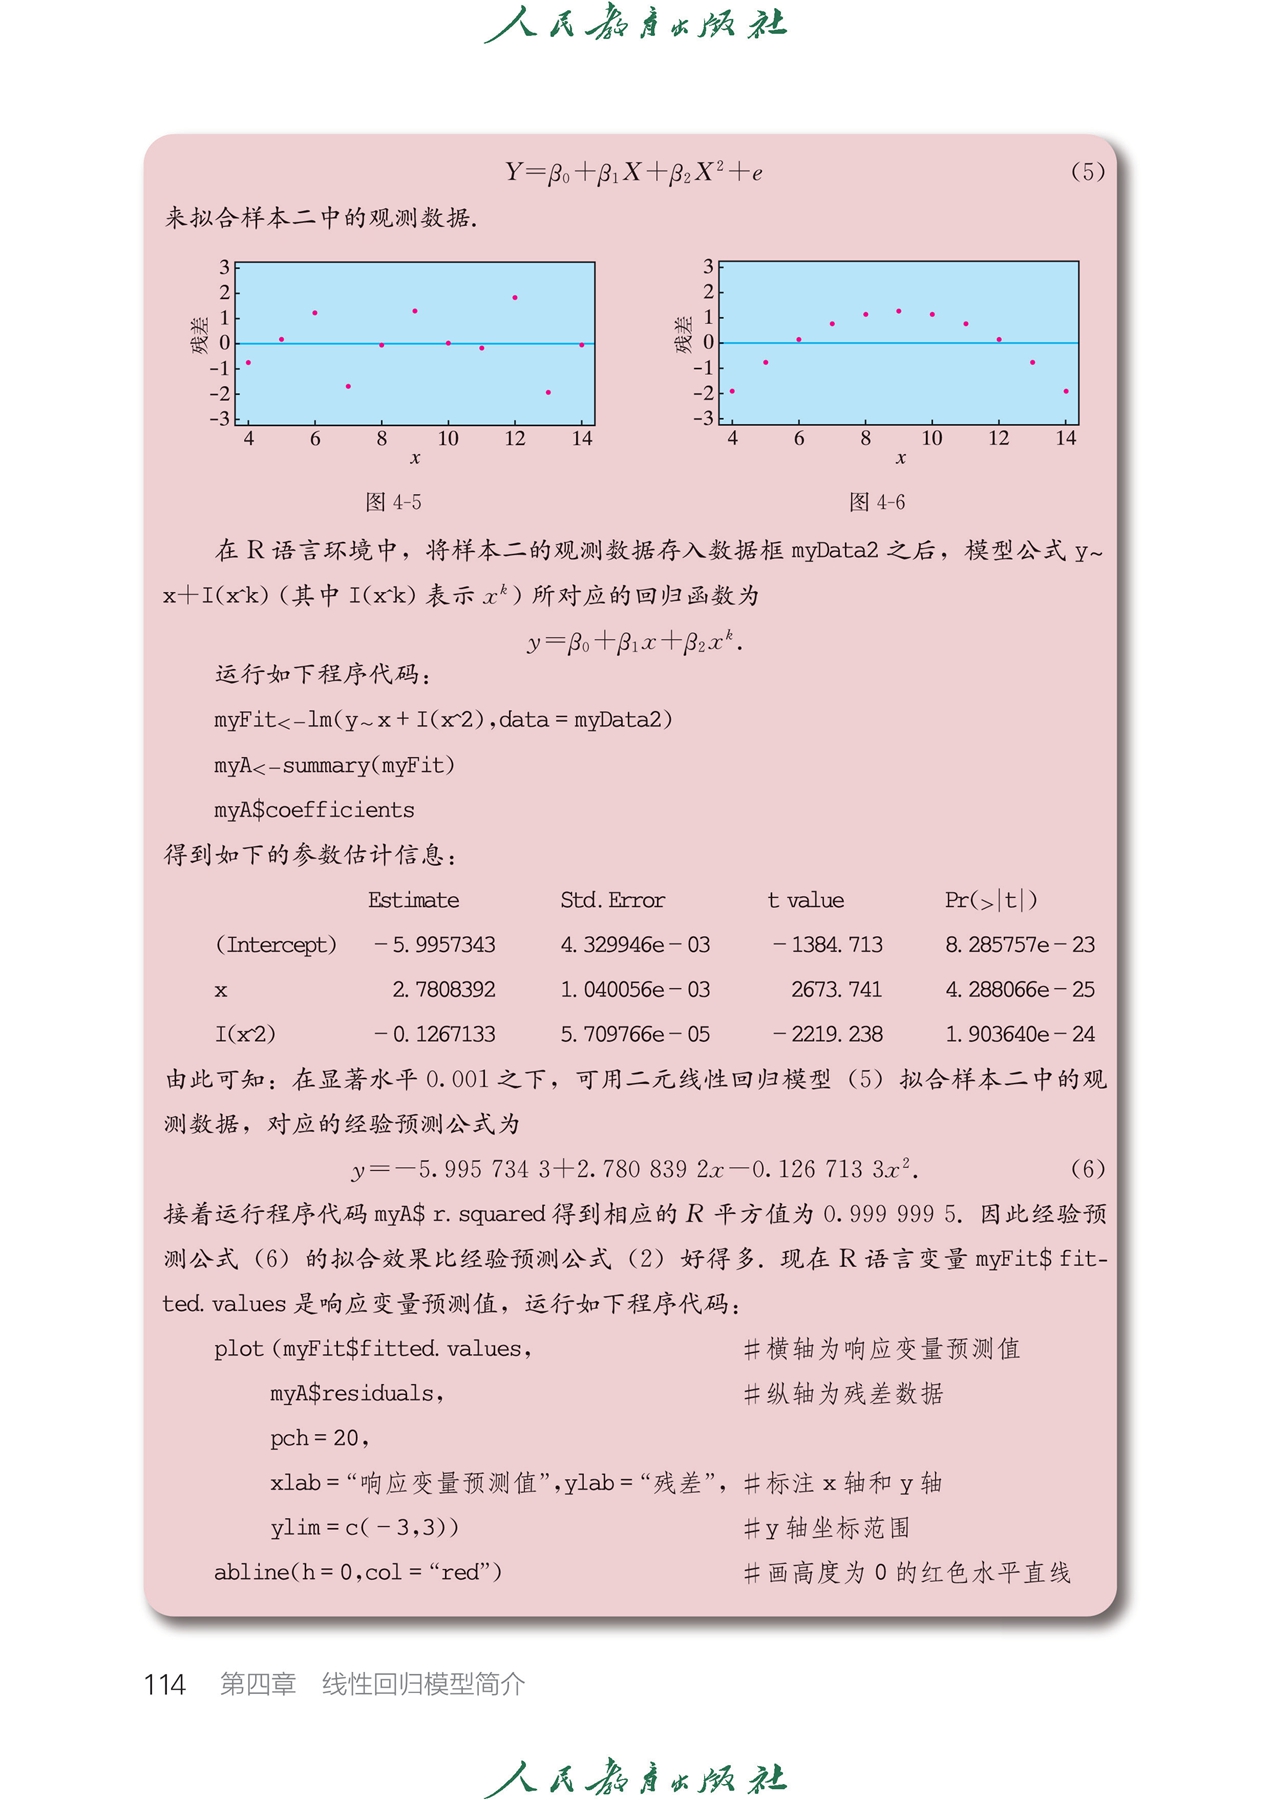 人民教育出版社
Y=β₀+β₁X+β₂X²+e (5)
来拟合样本二中的观测数据.
3
2
1
0
-1
-2
-3
残差
4 6 8 10 12 14
x
图 4-5
3
2
1
0
-1
-2
-3
残差
4 6 8 10 12 14
x
图 4-6
在 R 语言环境中，将样本二的观测数据存入数据框 myData2 之后，模型公式 y~
x+I(x^k) (其中 I(x^k) 表示 xᵏ) 所对应的回归函数为
y=β₀+β₁x+β₂xᵏ.
运行如下程序代码：
myFit<-lm(y~x+I(x^2),data=myData2)
myA<-summary(myFit)
myA$coefficients
得到如下的参数估计信息：
Estimate Std.Error t value Pr(>|t|)
(Intercept) -5.9957343 4.329946e-03 -1384.713 8.285757e-23
x 2.7808392 1.040056e-03 2673.741 4.288066e-25
I(x^2) -0.1267133 5.709766e-05 -2219.238 1.903640e-24
由此可知：在显著水平 0.001 之下，可用二元线性回归模型（5）拟合样本二中的观
测数据，对应的经验预测公式为
y=-5.995 734 3+2.780 839 2x-0.126 713 3x². (6)
接着运行程序代码 myA$ r.squared 得到相应的 R 平方值为 0.999 999 5. 因此经验预
测公式（6）的拟合效果比经验预测公式（2）好得多. 现在 R 语言变量 myFit$ fit-
ted.values 是响应变量预测值，运行如下程序代码：
plot(myFit$fitted.values, #横轴为响应变量预测值
myA$residuals, #纵轴为残差数据
pch=20,
xlab=“响应变量预测值”,ylab=“残差”, #标注 x 轴和 y 轴
ylim=c(-3,3)) #y 轴坐标范围
abline(h=0,col=“red”) #画高度为 0 的红色水平直线
114 第四章 线性回归模型简介
人民教育出版社